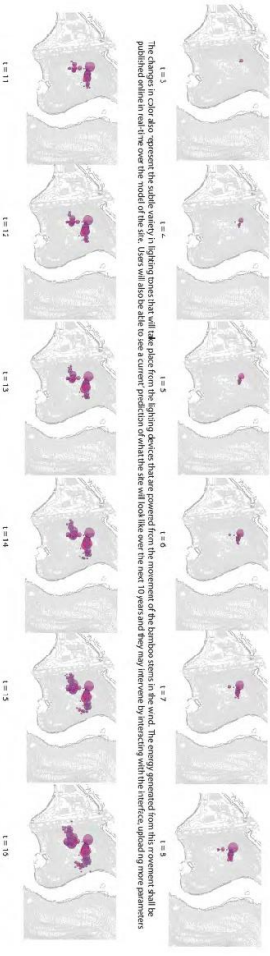 t = 3
t = 4
t = 5
t = 6
t = 7
t = 8
The changes in color also represent the subtle variety in lighting tones that will take place from the lighting devices that are powered from the movement of the bamboo stems in the wind. The energy generated from this movement shall be
published online in real-time over the model of the site. Users will also be able to see a 'current' prediction of what the site will look like over the next 10 years and they may intervene by interacting with the interface, uploading more parameters
t = 11
t = 12
t = 13
t = 14
t = 15
t = 16